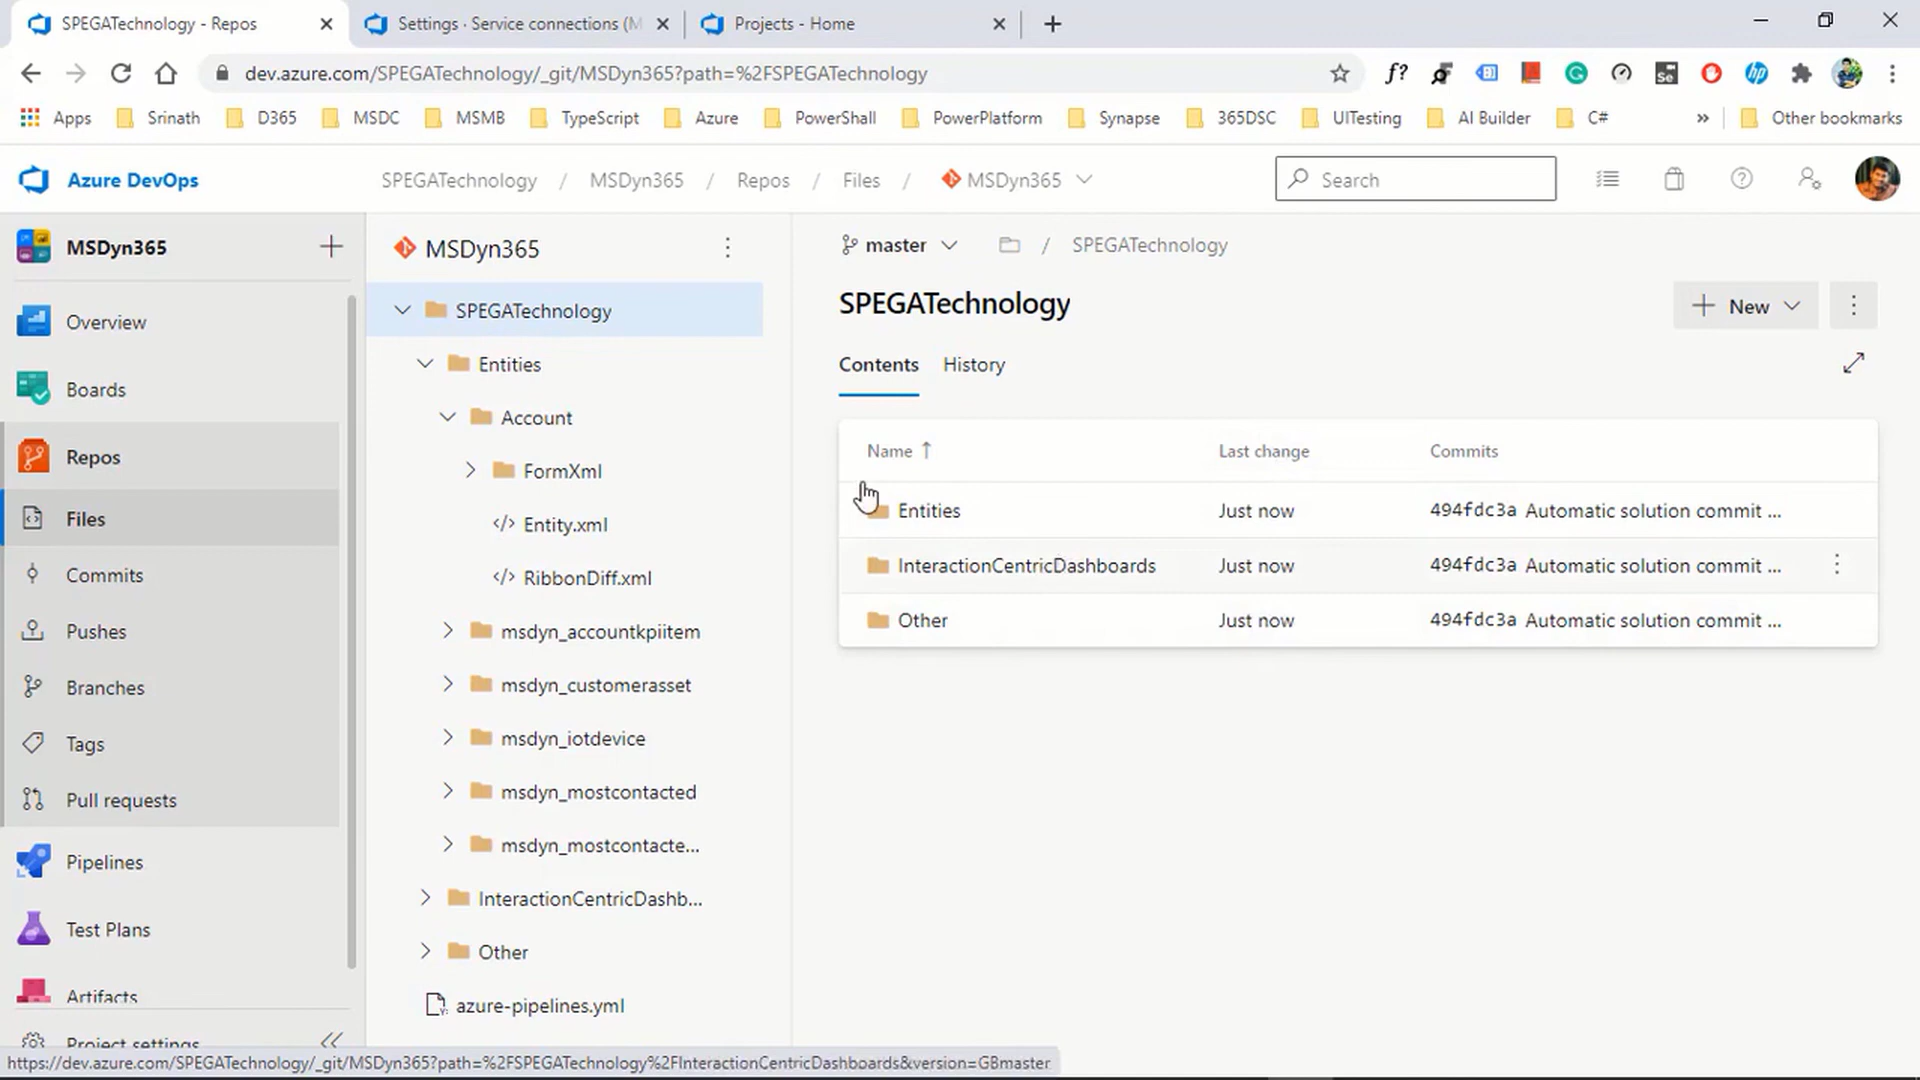 SPEGATechnology - Repos
Settings · Service connections (M
Projects - Home
dev.azure.com/SPEGATechnology/_git/MSDyn365?path=%2FSPEGATechnology
f?
Se
hp
Apps
Srinath
D365
MSDC
MSMB
TypeScript
Azure
PowerShall
PowerPlatform
Synapse
365DSC
UITesting
AI Builder
C#
»
Other bookmarks
Azure DevOps
SPEGATechnology / MSDyn365 / Repos / Files / MSDyn365
Search
MSDyn365
Overview
Boards
Repos
Files
Commits
Pushes
Branches
Tags
Pull requests
Pipelines
Test Plans
Artifacts
Project settings
MSDyn365
SPEGATechnology
Entities
Account
FormXml
Entity.xml
RibbonDiff.xml
msdyn_accountkpiitem
msdyn_customerasset
msdyn_iotdevice
msdyn_mostcontacted
msdyn_mostcontacte...
InteractionCentricDashb...
Other
azure-pipelines.yml
master / SPEGATechnology
SPEGATechnology
New
Contents History
Name Last change Commits
Entities Just now 494fdc3a Automatic solution commit ...
InteractionCentricDashboards Just now 494fdc3a Automatic solution commit ...
Other Just now 494fdc3a Automatic solution commit ...
https://dev.azure.com/SPEGATechnology/_git/MSDyn365?path=%2FSPEGATechnology%2FInteractionCentricDashboards&version=GBmaster